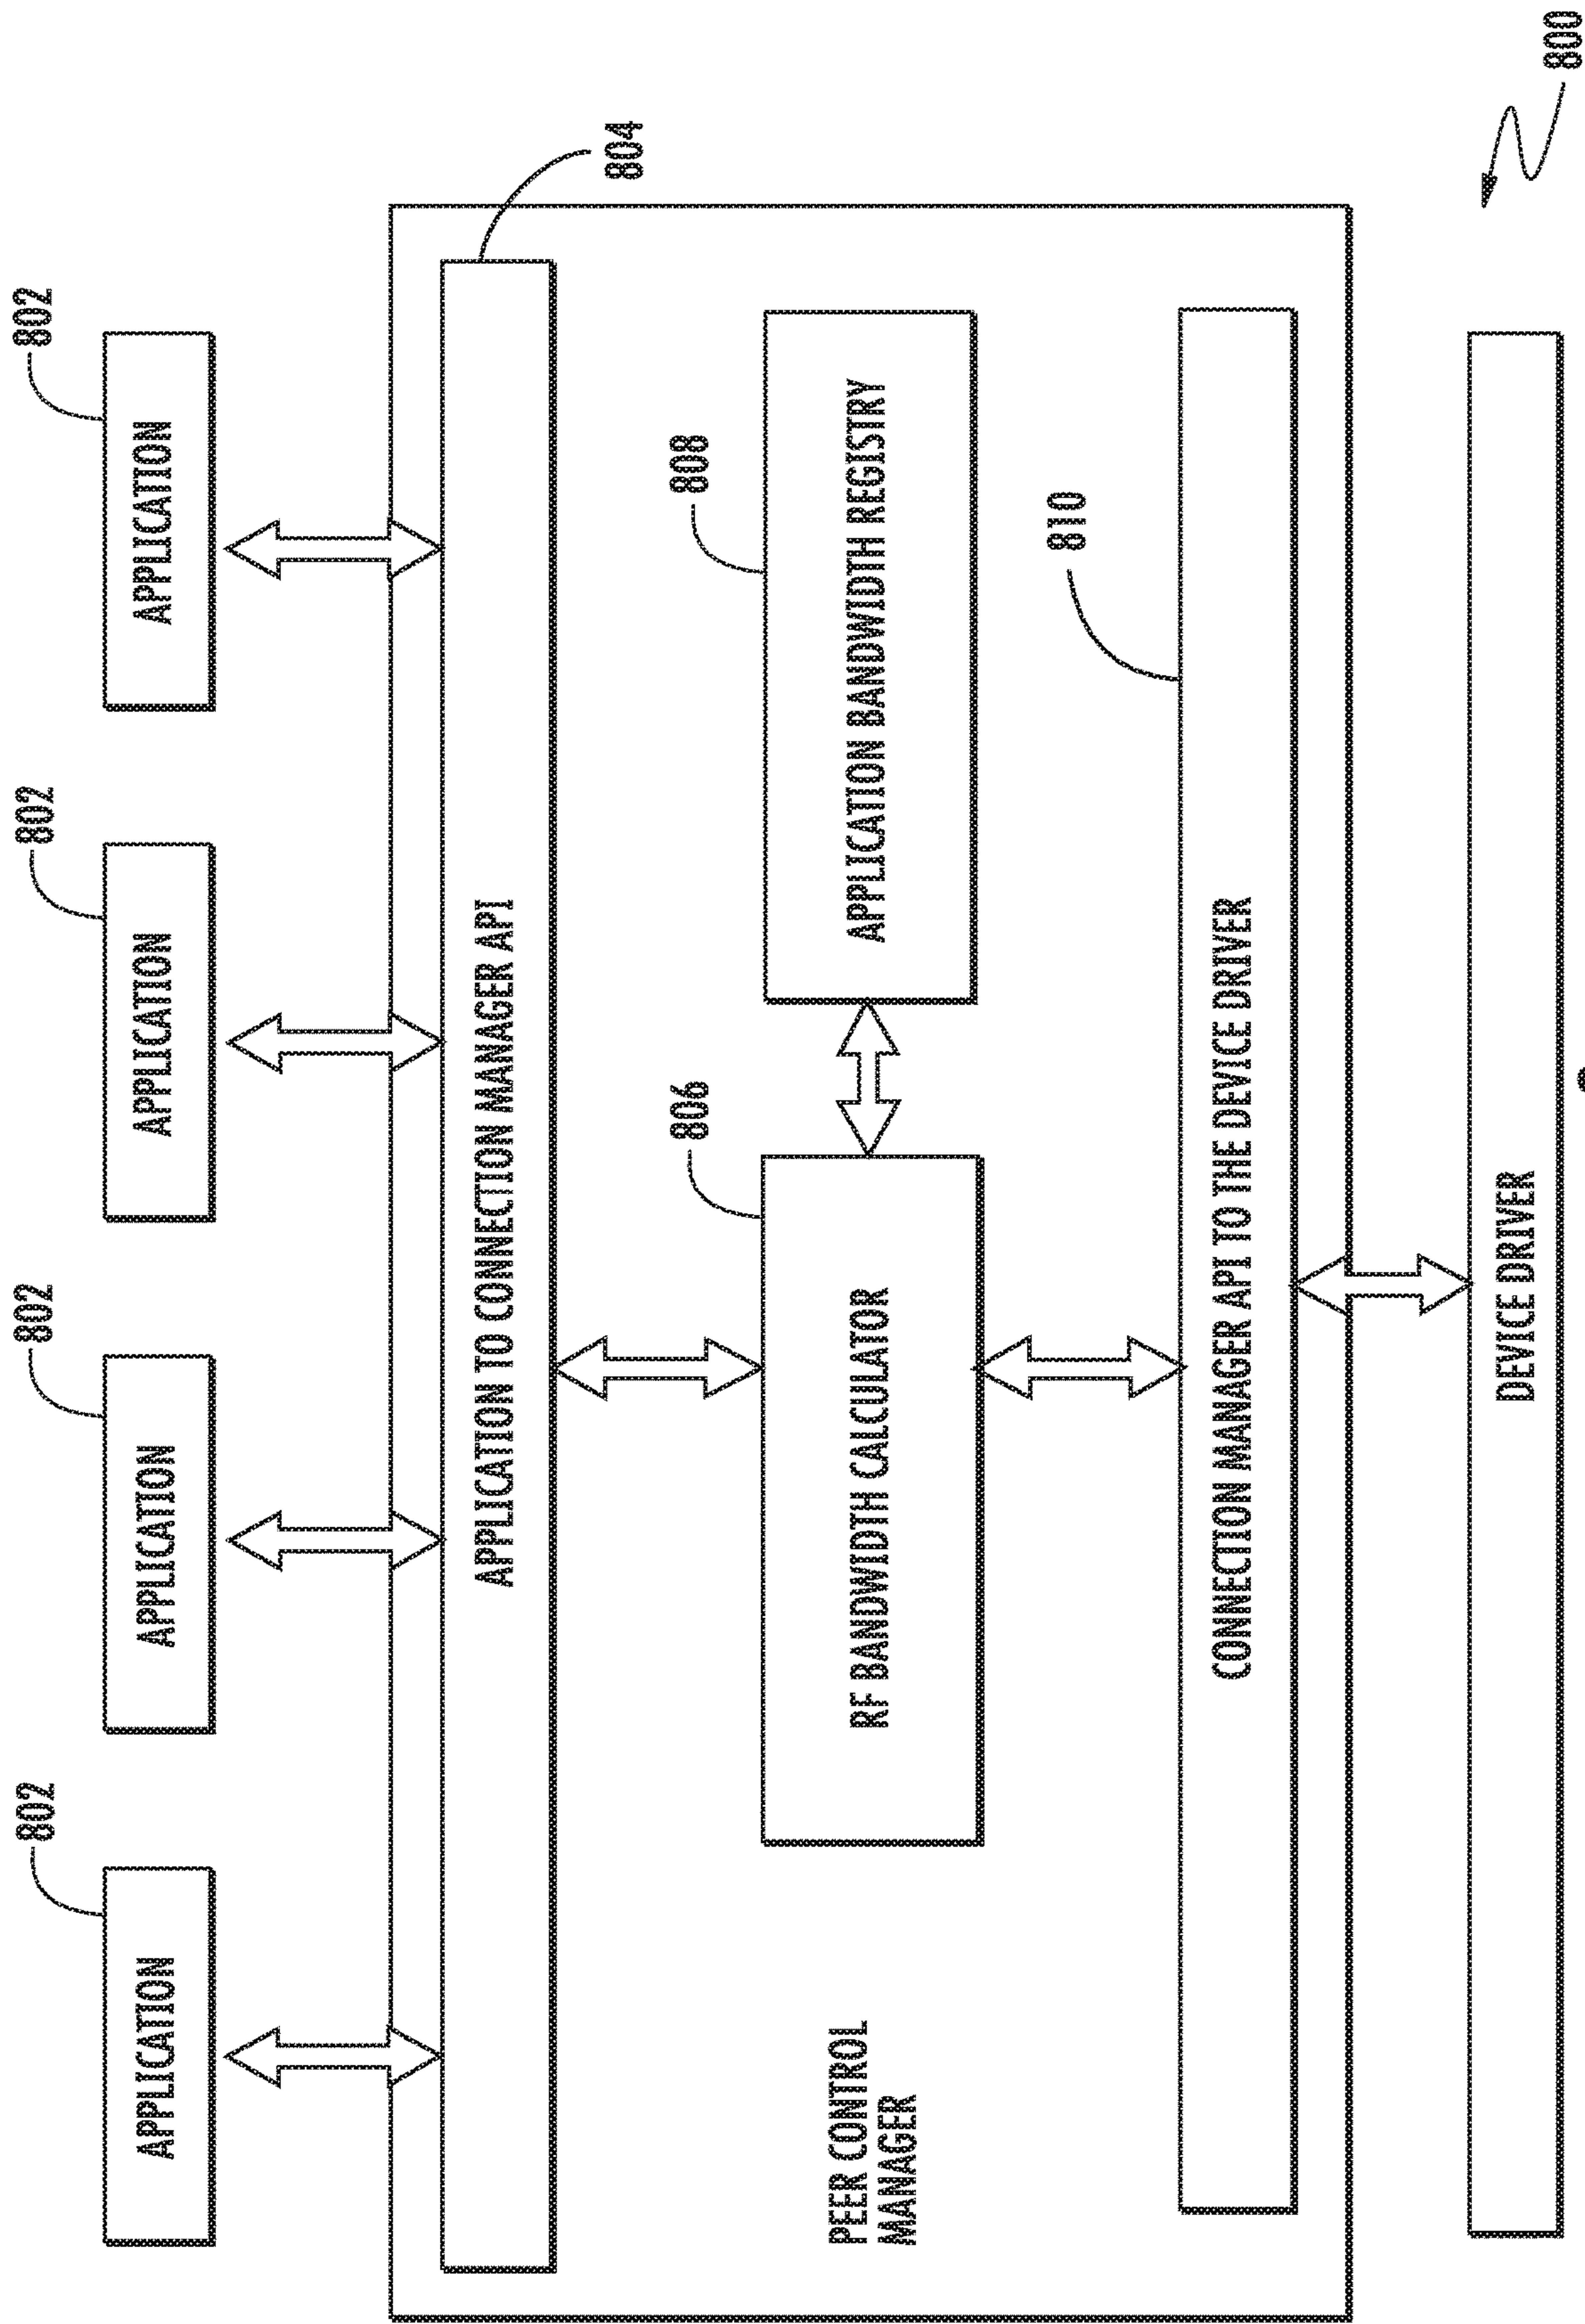 802
802
802
802
APPLICATION
APPLICATION
APPLICATION
APPLICATION
804
APPLICATION TO CONNECTION MANAGER API
806
808
PEER CONTROL
MANAGER
RF BANDWIDTH CALCULATOR
APPLICATION BANDWIDTH REGISTRY
810
CONNECTION MANAGER API TO THE DEVICE DRIVER
DEVICE DRIVER
800